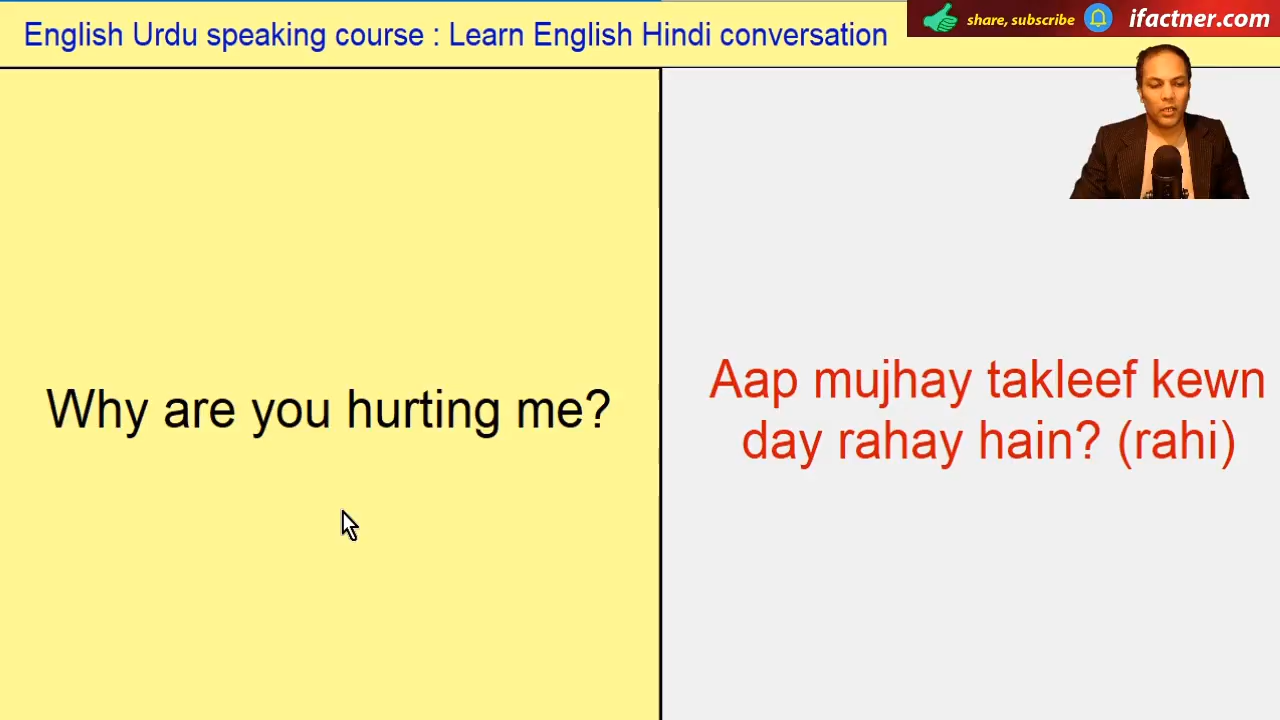 English Urdu speaking course : Learn English Hindi conversation
share, subscribe
ifactner.com
Why are you hurting me?
Aap mujhay takleef kewn
day rahay hain? (rahi)